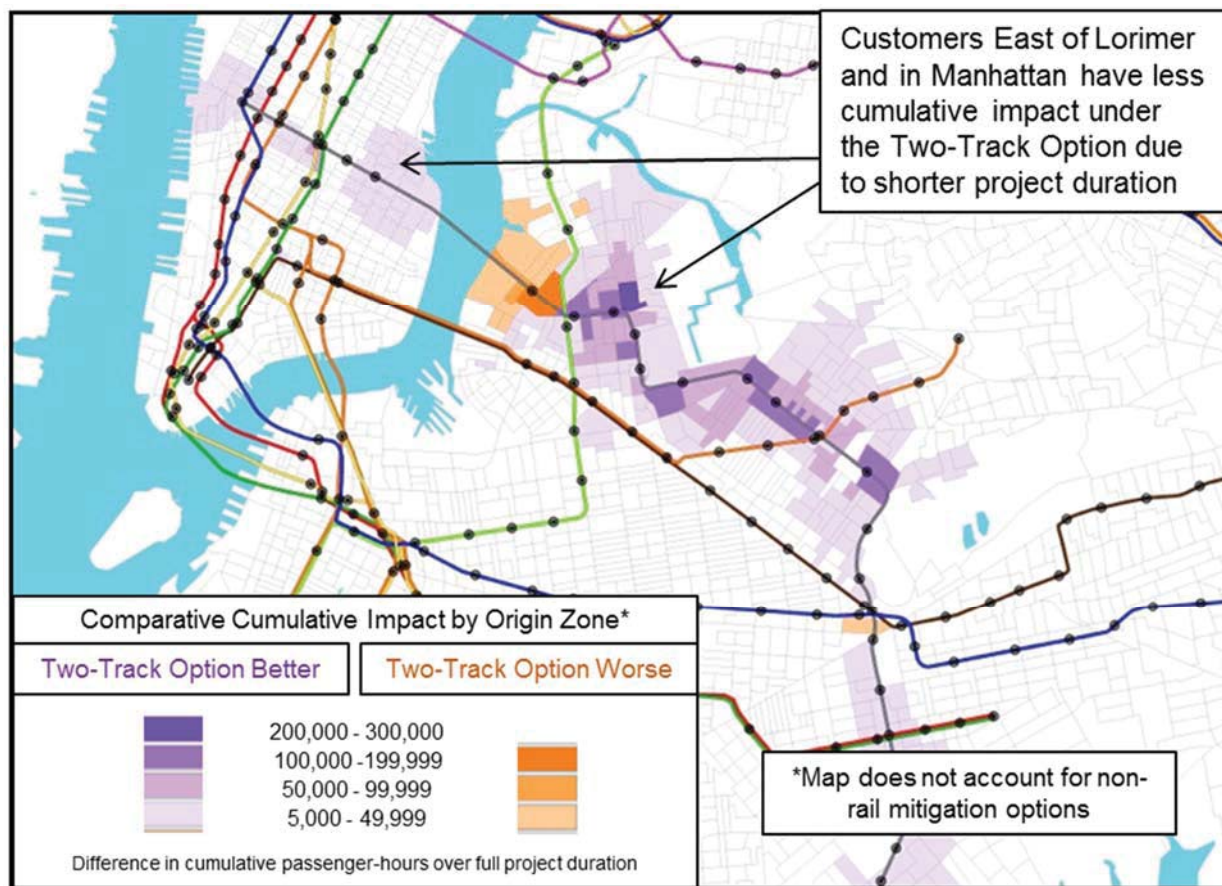 Customers East of Lorimer
and in Manhattan have less
cumulative impact under
the Two-Track Option due
to shorter project duration
Comparative Cumulative Impact by Origin Zone*
Two-Track Option Better
Two-Track Option Worse
200,000 - 300,000
100,000 -199,999
50,000 - 99,999
5,000 - 49,999
Difference in cumulative passenger-hours over full project duration
*Map does not account for non-
rail mitigation options